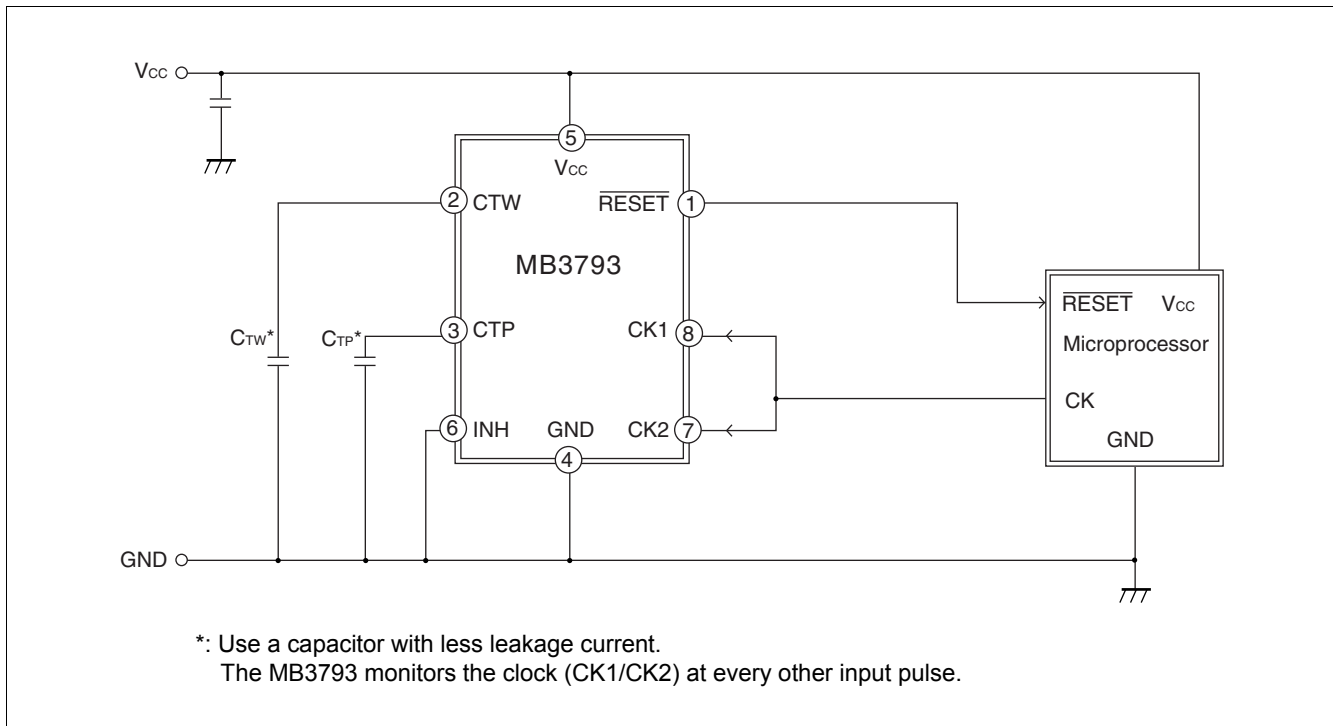 VCC
5
VCC
2 CTW
RESET 1
MB3793
RESET VCC
3 CTP
CK1 8
CTW* CTP*
Microprocessor
CK
6 INH GND CK2 7
GND
4
GND
*: Use a capacitor with less leakage current.
The MB3793 monitors the clock (CK1/CK2) at every other input pulse.